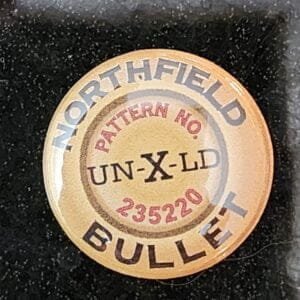 NORTHFIELD
PATTERN NO.
UN-X-LD
235220
BULLET